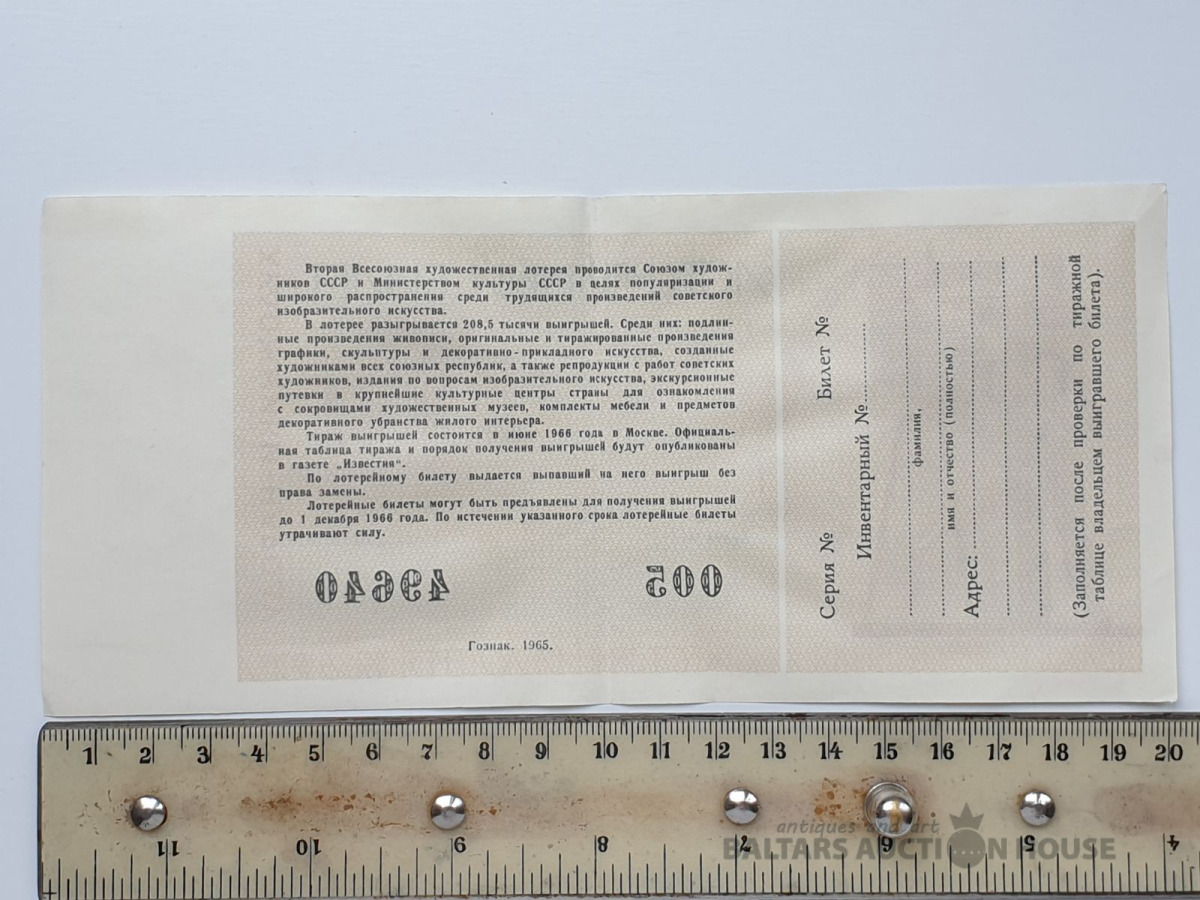 Вторая Всесоюзная художественная лотерея проводится Союзом худож-
ников СССР и Министерством культуры СССР в целях популяризации и
широкого распространения среди трудящихся произведений советского
изобразительного искусства.
В лотерее разыгрывается 208,5 тысячи выигрышей. Среди них: подлин-
ные произведения живописи, оригинальные и тиражированные произведения
графики, скульптуры и декоративно-прикладного искусства, созданные
художниками всех союзных республик, а также репродукции с работ советских
художников, издания по вопросам изобразительного искусства, экскурсионные
путевки в крупнейшие культурные центры страны для ознакомления
с сокровищами художественных музеев, комплекты мебели и предметов
декоративного убранства жилого интерьера.
Тираж выигрышей состоится в июне 1966 года в Москве. Официаль-
ная таблица тиража и порядок получения выигрышей будут опубликованы
в газете „Известия“.
По лотерейному билету выдается выпавший на него выигрыш без
права замены.
Лотерейные билеты могут быть предъявлены для получения выигрышей
до 1 декабря 1966 года. По истечении указанного срока лотерейные билеты
утрачивают силу.
49640 005
Гознак. 1965.
Серия № Билет №
Инвентарный №
фамилия,
имя и отчество (полностью)
Адрес:
(Заполняется после проверки по тиражной
таблице владельцем выигравшего билета).
1 2 3 4 5 6 7 8 9 10 11 12 13 14 15 16 17 18 19 20
11 10 9 8 7 6 5 4
antiques and art
BALTARS AUCTION HOUSE